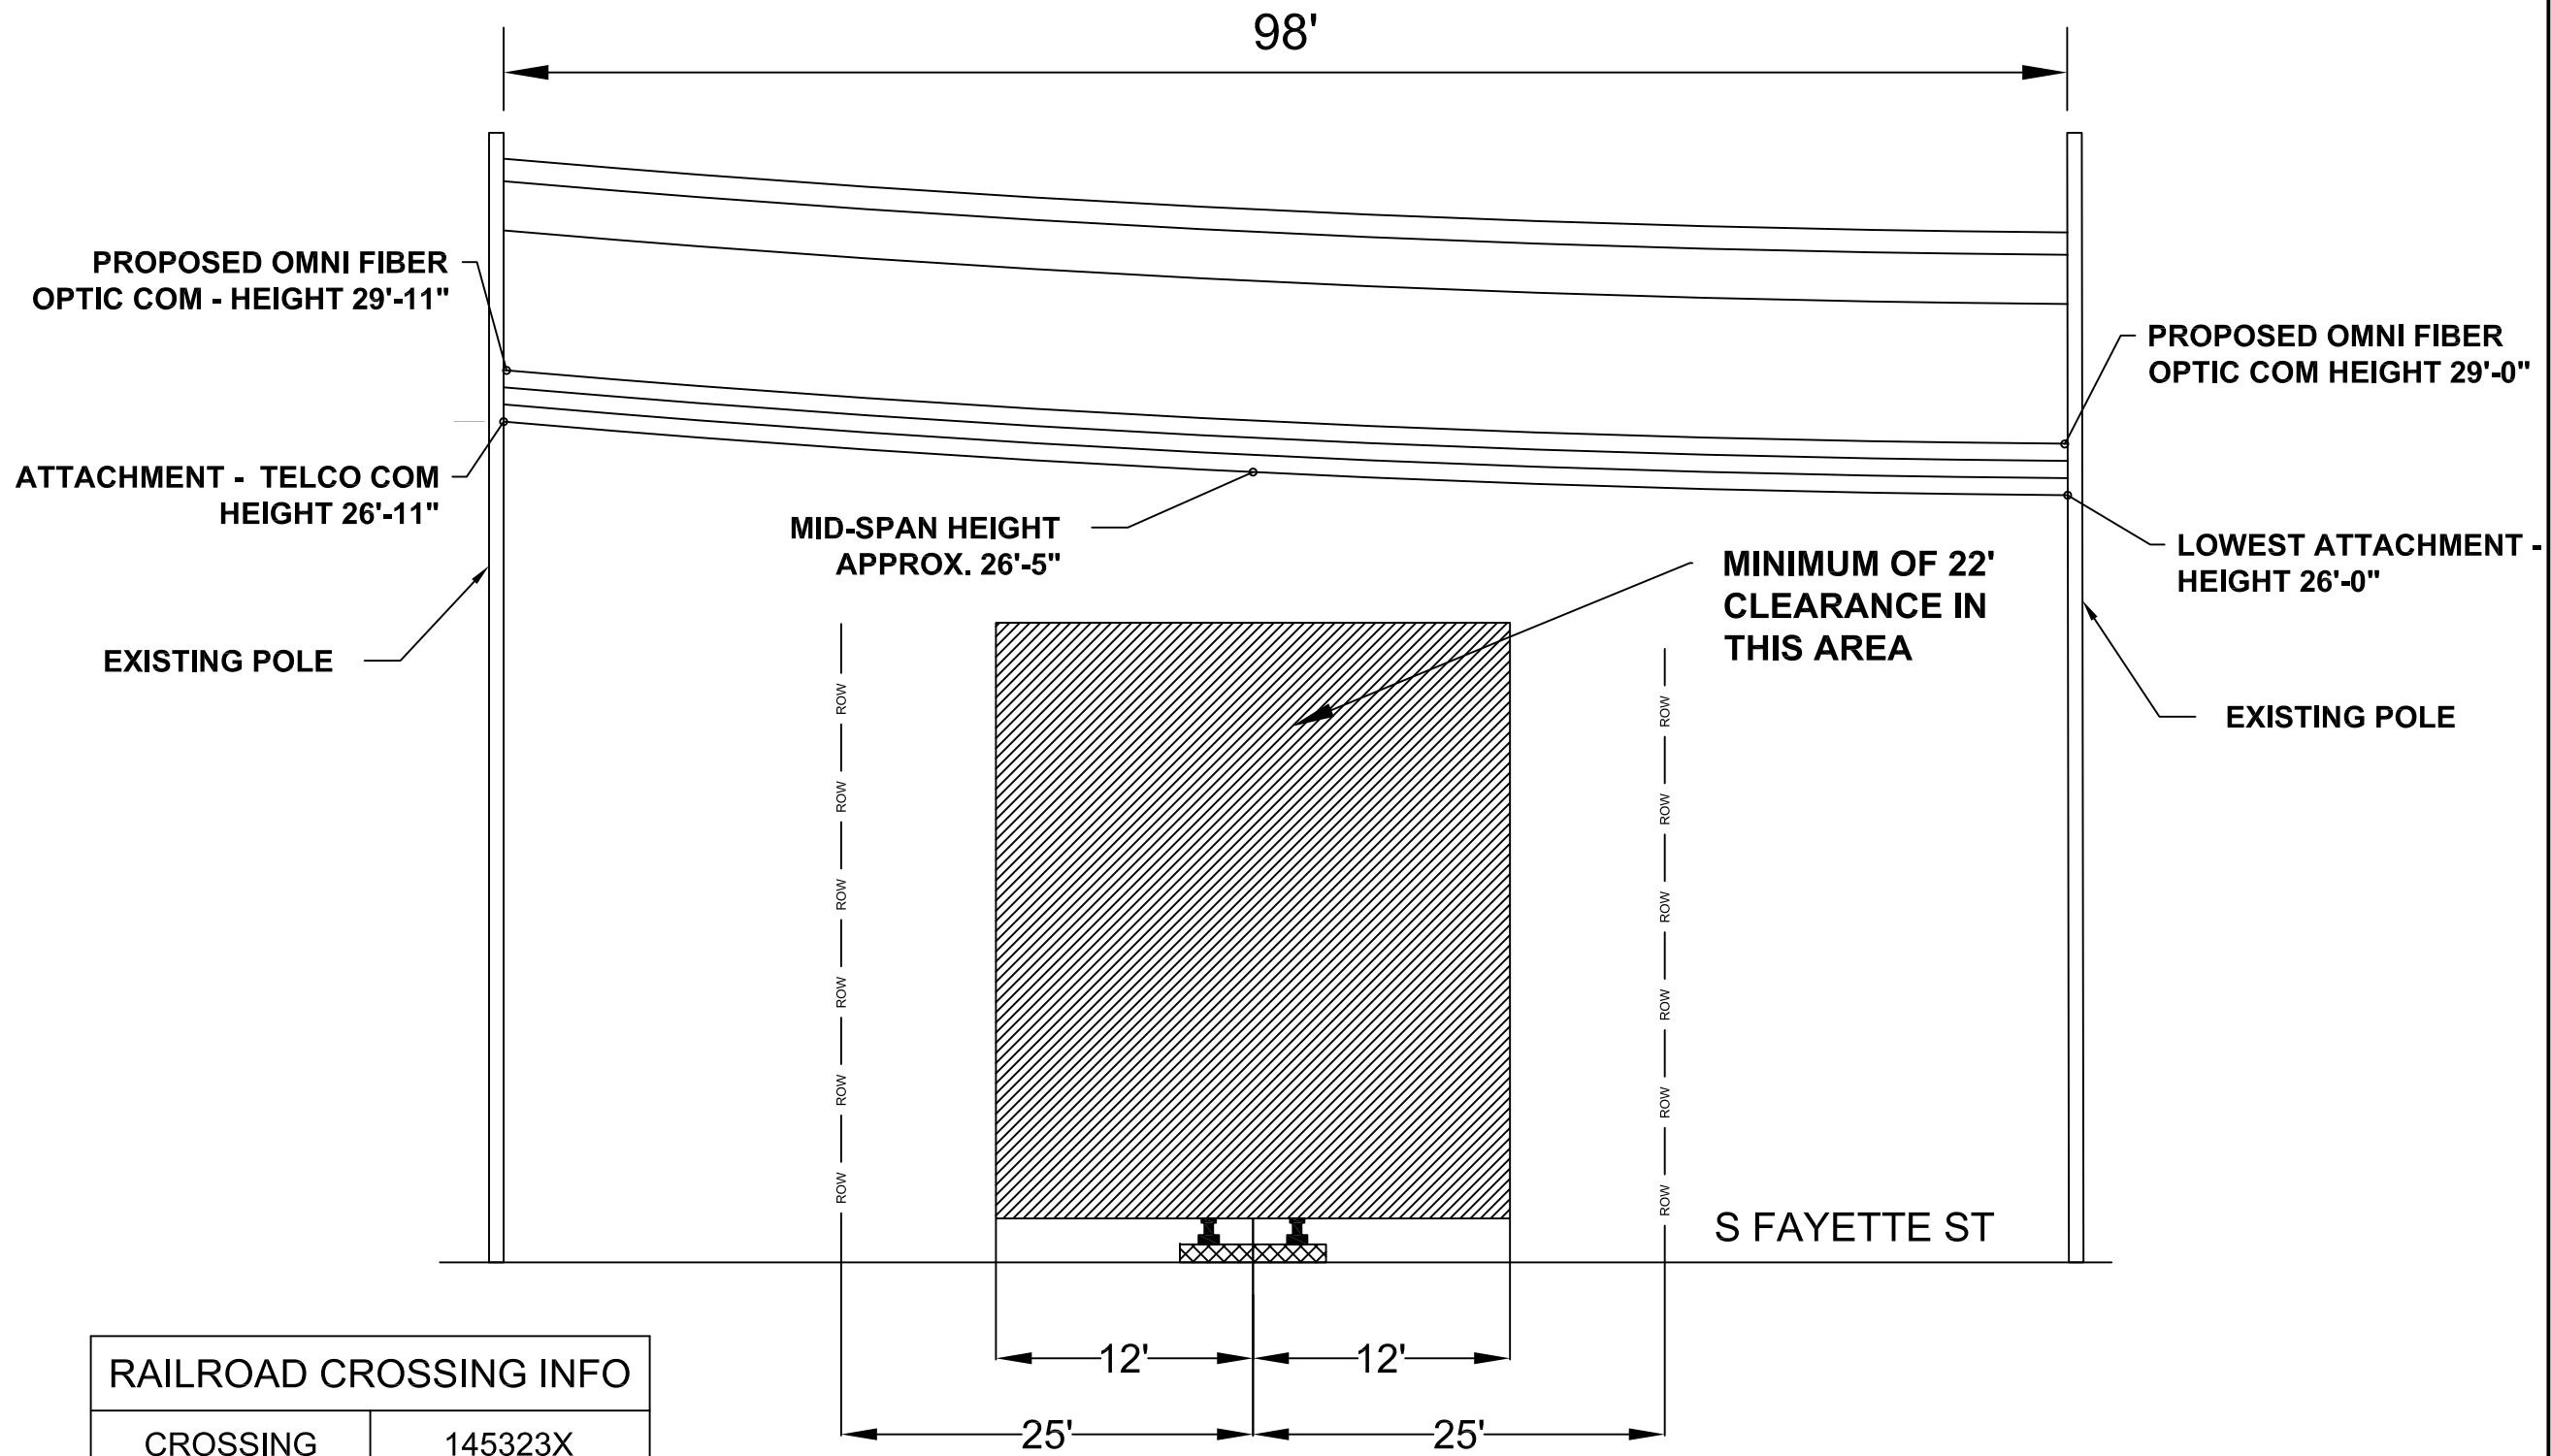 98'
PROPOSED OMNI FIBER
OPTIC COM - HEIGHT 29'-11"
PROPOSED OMNI FIBER
OPTIC COM HEIGHT 29'-0"
ATTACHMENT - TELCO COM
HEIGHT 26'-11"
MID-SPAN HEIGHT
APPROX. 26'-5"
MINIMUM OF 22'
CLEARANCE IN
THIS AREA
LOWEST ATTACHMENT -
HEIGHT 26'-0"
EXISTING POLE
EXISTING POLE
ROW
ROW
ROW
ROW
ROW
ROW
ROW
ROW
ROW
ROW
ROW
ROW
S FAYETTE ST
12'
12'
25'
25'
RAILROAD CROSSING INFO
CROSSING 145323X